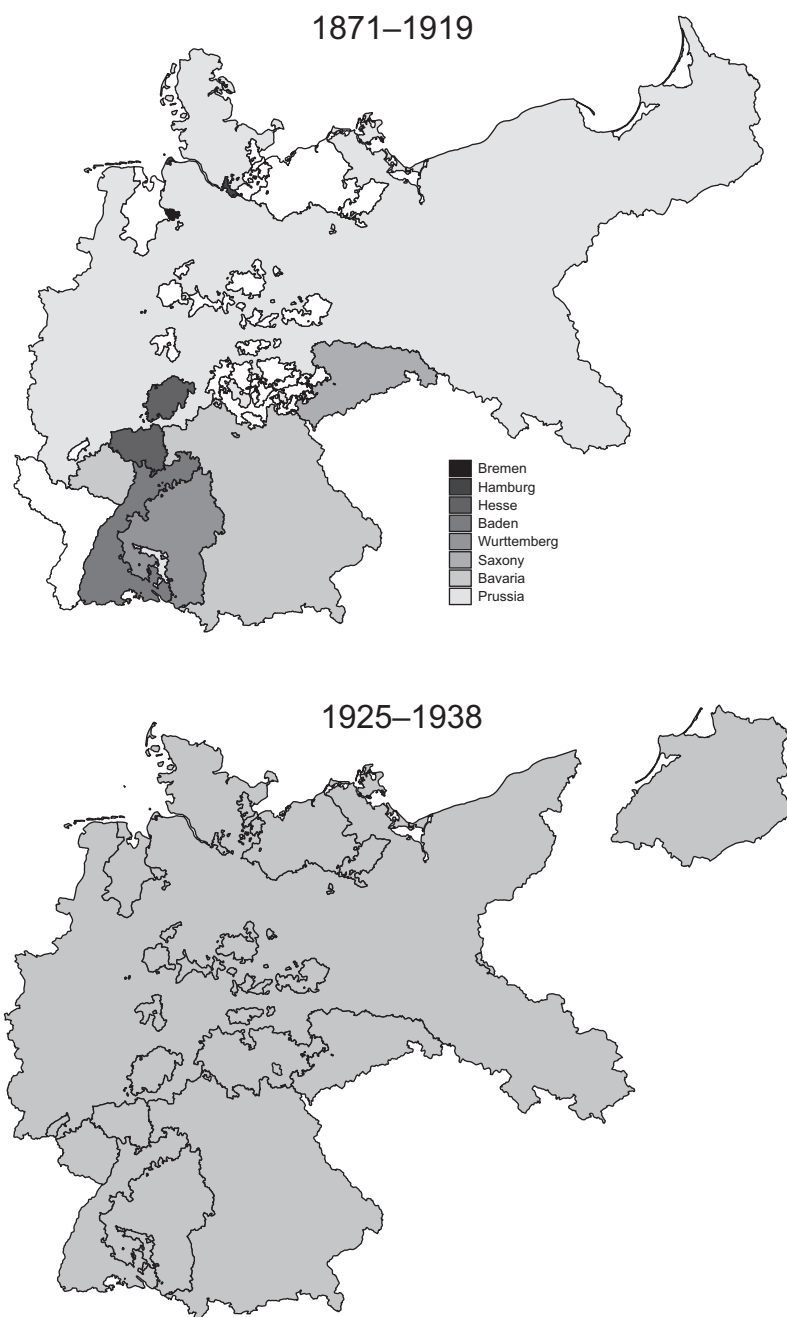 1871–1919
Bremen
Hamburg
Hesse
Baden
Wurttemberg
Saxony
Bavaria
Prussia
1925–1938